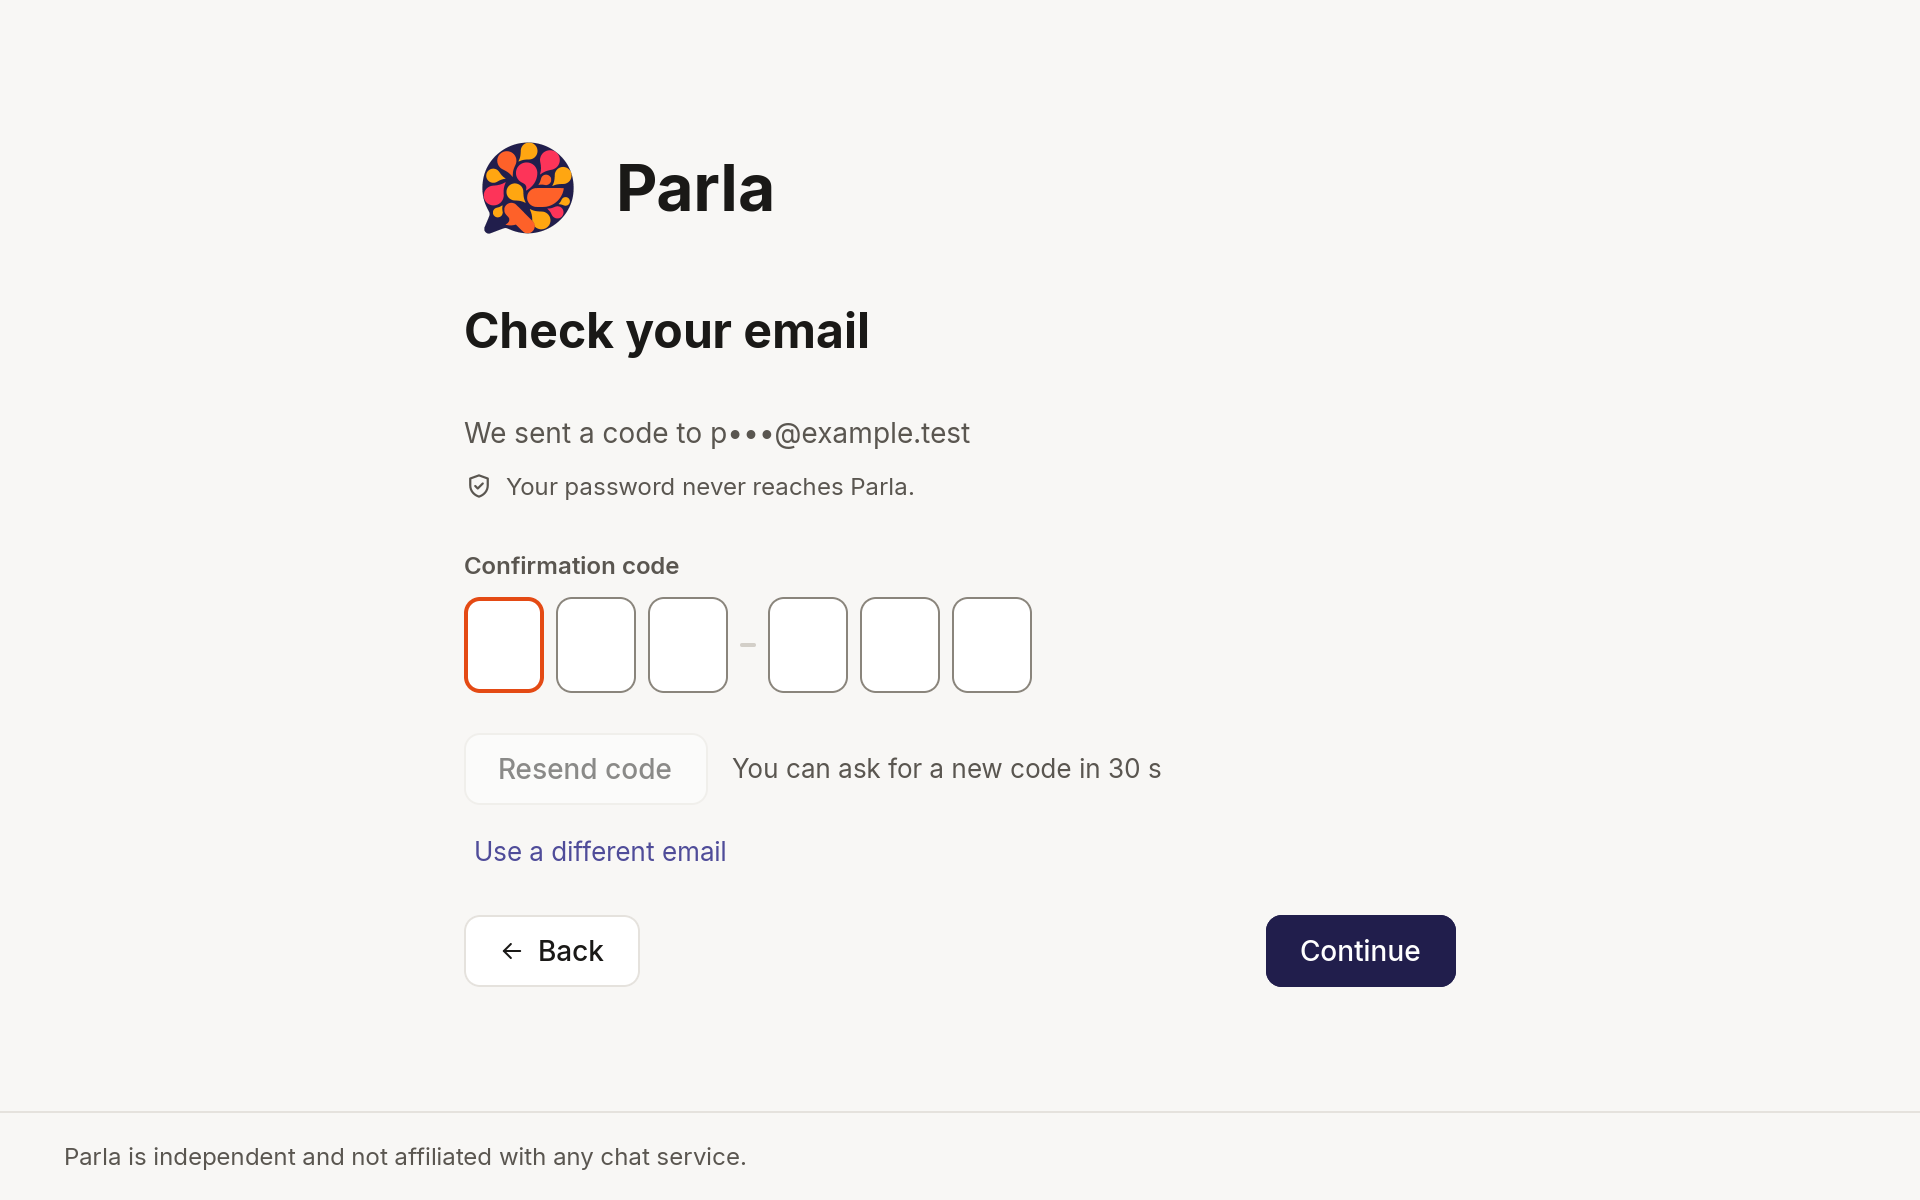 Parla
Check your email
We sent a code to p•••@example.test
Your password never reaches Parla.
Confirmation code
Resend code
You can ask for a new code in 30 s
Use a different email
← Back
Continue
Parla is independent and not affiliated with any chat service.